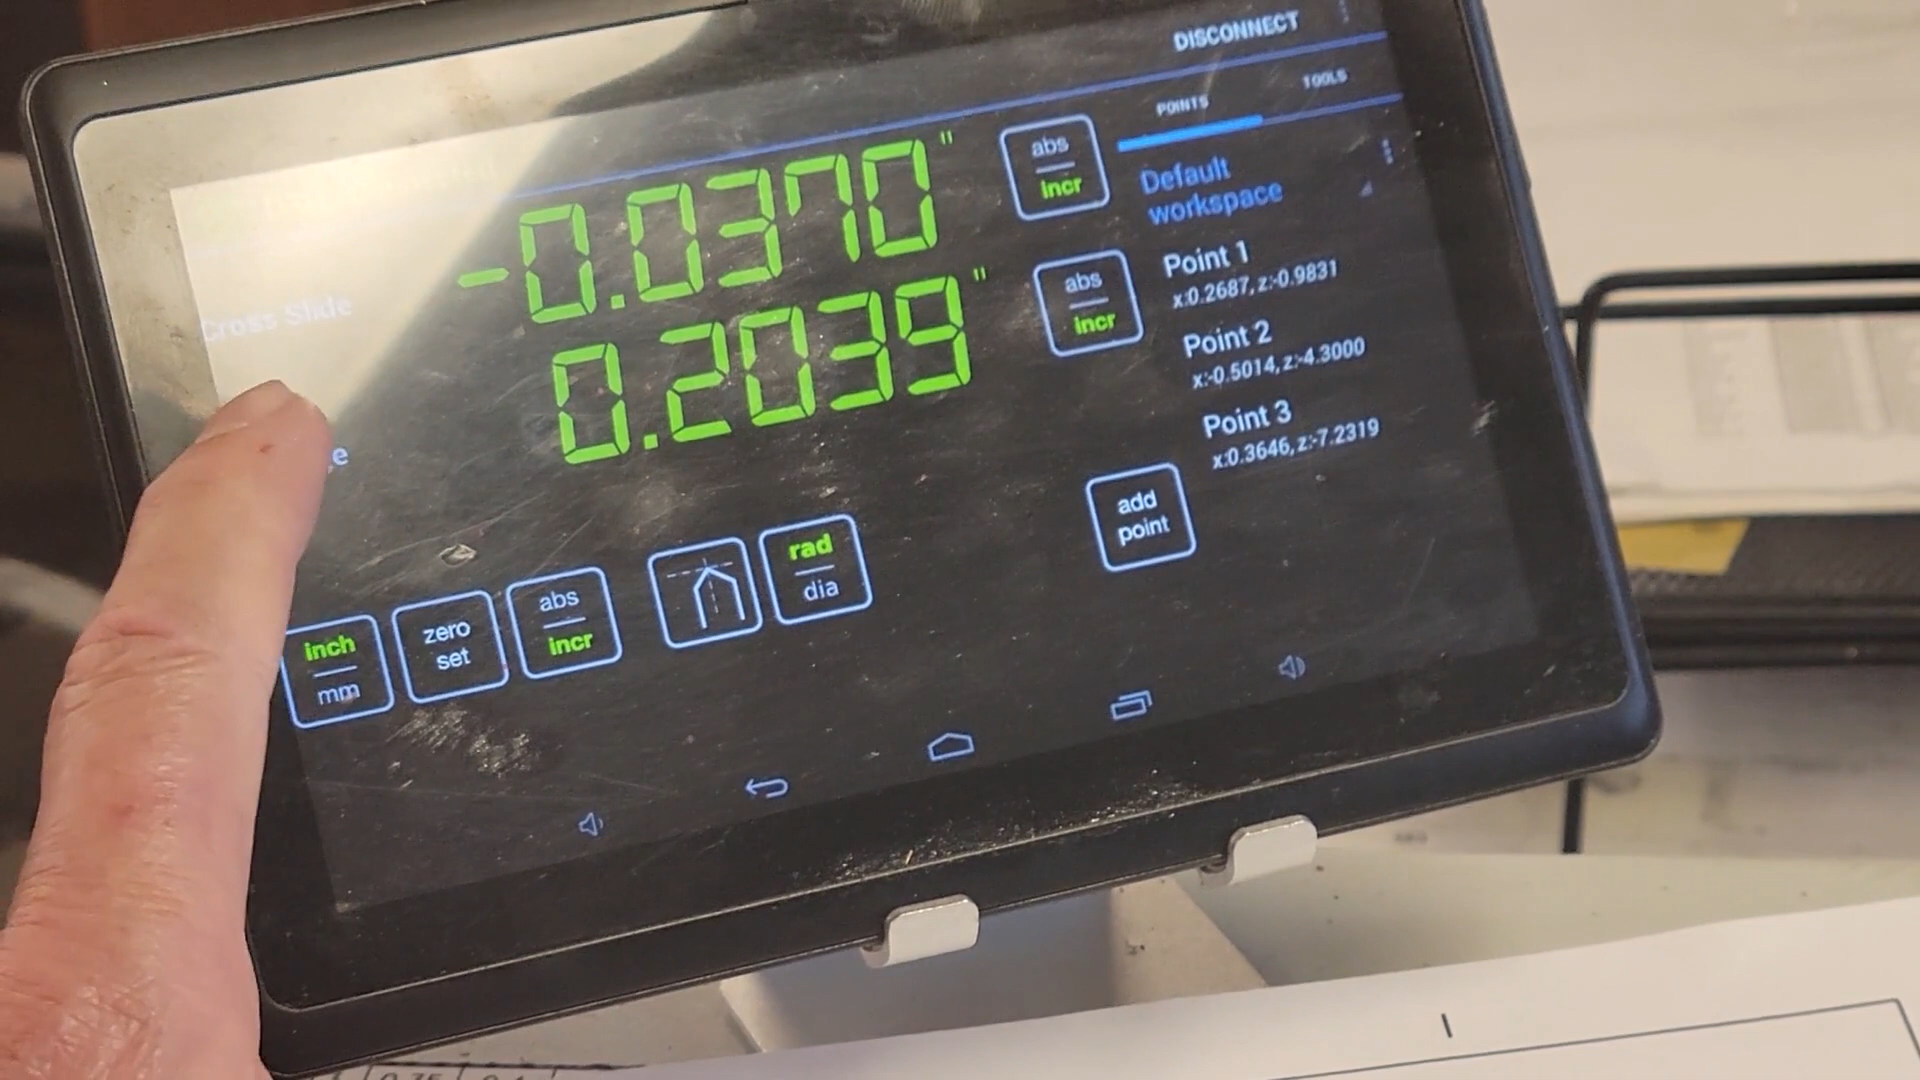 DISCONNECT
POINTS TOOLS
-0.0370"
abs
incr
Default
workspace
Cross Slide
0.2039"
abs
incr
Point 1
x:0.2687, z:-0.9831
Point 2
x:-0.5014, z:-4.3000
Point 3
x:0.3646, z:-7.2319
add
point
inch
mm
zero
set
abs
incr
rad
dia